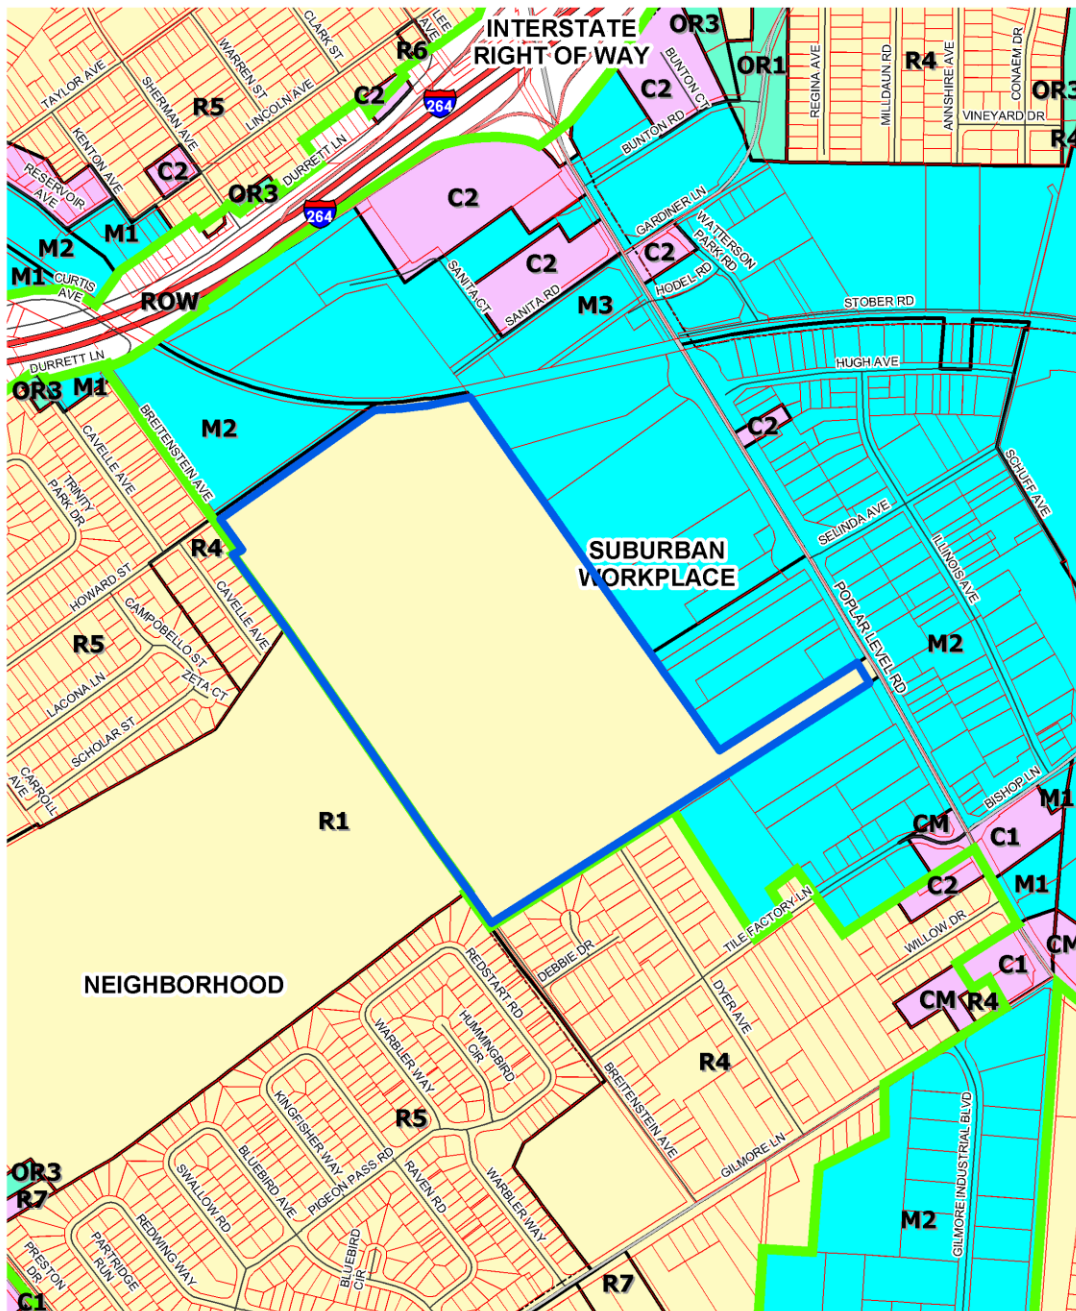 INTERSTATE
RIGHT OF WAY
OR3
R6
LEE
AVE
CLARK ST
WARREN ST
TAYLOR AVE
SHERMAN AVE
R5
LINCOLN AVE
C2
264
C2
BUNTON CT
OR1
REGINA AVE
MILLDAUN RD
R4
ANNSHIRE AVE
CONAEM DR
OR3
VINEYARD DR
R4
KENTON AVE
DURRETT LN
BUNTON RD
C2
RESERVOIR
AVE
OR3
264
C2
GARDINER LN
WATTERSON
PARK RD
M1
M2
M1
CURTIS
AVE
ROW
C2
C2
SANITA CT
SANITA RD
HODEL RD
M3
STOBER RD
DURRETT LN
OR3
M1
HUGH AVE
M2
BREITENSTEIN AVE
CAVELLE AVE
C2
TRINITY
PARK DR
SCHUFF AVE
SELINDA AVE
R4
SUBURBAN
WORKPLACE
ILLINOIS AVE
HOWARD ST
CAVELLE AVE
CAMPOBELLO ST
POPLAR LEVEL RD
R5
M2
LACONA LN
ZETA CT
SCHOLAR ST
CARROLL
AVE
BISHOP LN
M1
R1
CM
C1
C2
M1
TILE FACTORY LN
WILLOW DR
CM
DEBBIE DR
REDSTART RD
C1
NEIGHBORHOOD
DYER AVE
CM
R4
HUMMINGBIRD
CIR
WARBLER WAY
R4
KINGFISHER WAY
R5
BREITENSTEIN AVE
GILMORE LN
GILMORE INDUSTRIAL BLVD
BLUEBIRD AVE
PIGEON PASS RD
OR3
R7
SWALLOW RD
RAVEN RD
WARBLER WAY
M2
REDWING WAY
PARTRIDGE
RUN
BLUEBIRD
CIR
PRESTON
DR
R7
C1